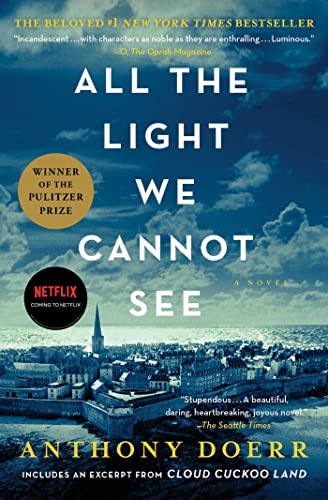 THE BELOVED #1 NEW YORK TIMES BESTSELLER
"Incandescent...with characters as noble as they are enthralling...Luminous."
—O, The Oprah Magazine
ALL THE
LIGHT
WE
CANNOT
SEE
WINNER
OF THE
PULITZER
PRIZE
A NOVEL
NETFLIX
COMING TO NETFLIX
"Stupendous...A beautiful,
daring, heartbreaking, joyous novel."
—The Seattle Times
ANTHONY DOERR
INCLUDES AN EXCERPT FROM CLOUD CUCKOO LAND